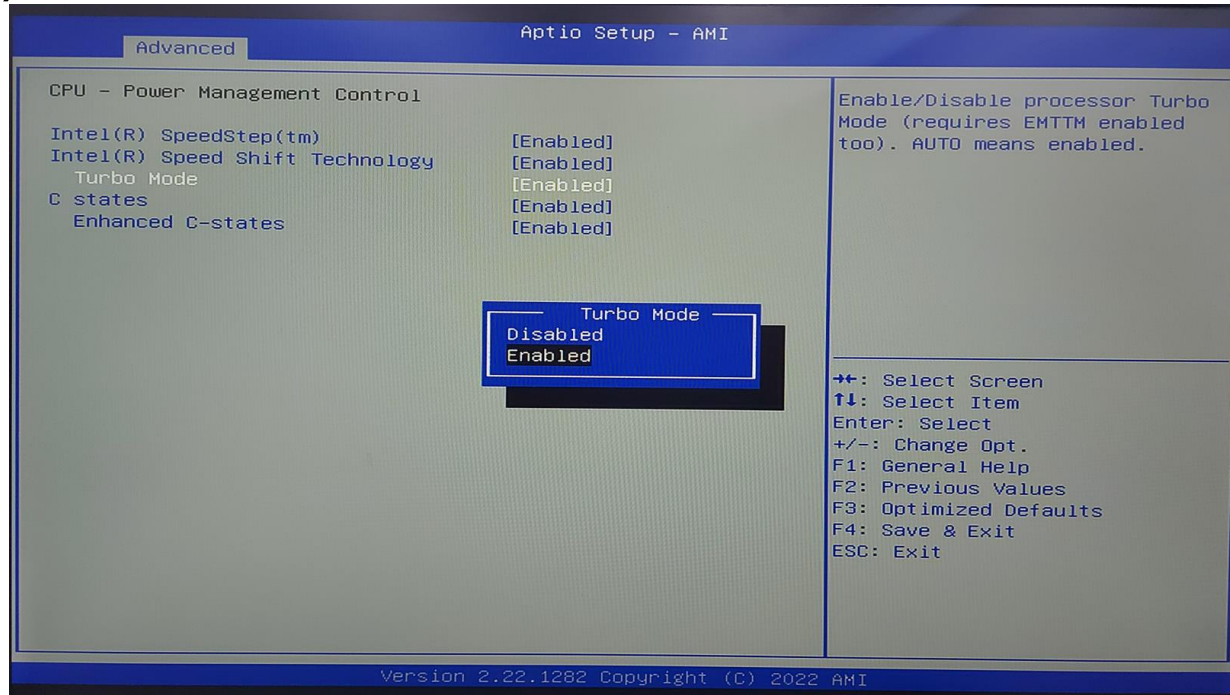 Aptio Setup - AMI
Advanced
CPU - Power Management Control
Intel(R) SpeedStep(tm) [Enabled]
Intel(R) Speed Shift Technology [Enabled]
Turbo Mode [Enabled]
C states [Enabled]
Enhanced C-states [Enabled]
Turbo Mode
Disabled
Enabled
Enable/Disable processor Turbo
Mode (requires EMTTM enabled
too). AUTO means enabled.
→←: Select Screen
↑↓: Select Item
Enter: Select
+/-: Change Opt.
F1: General Help
F2: Previous Values
F3: Optimized Defaults
F4: Save & Exit
ESC: Exit
Version 2.22.1282 Copyright (C) 2022 AMI